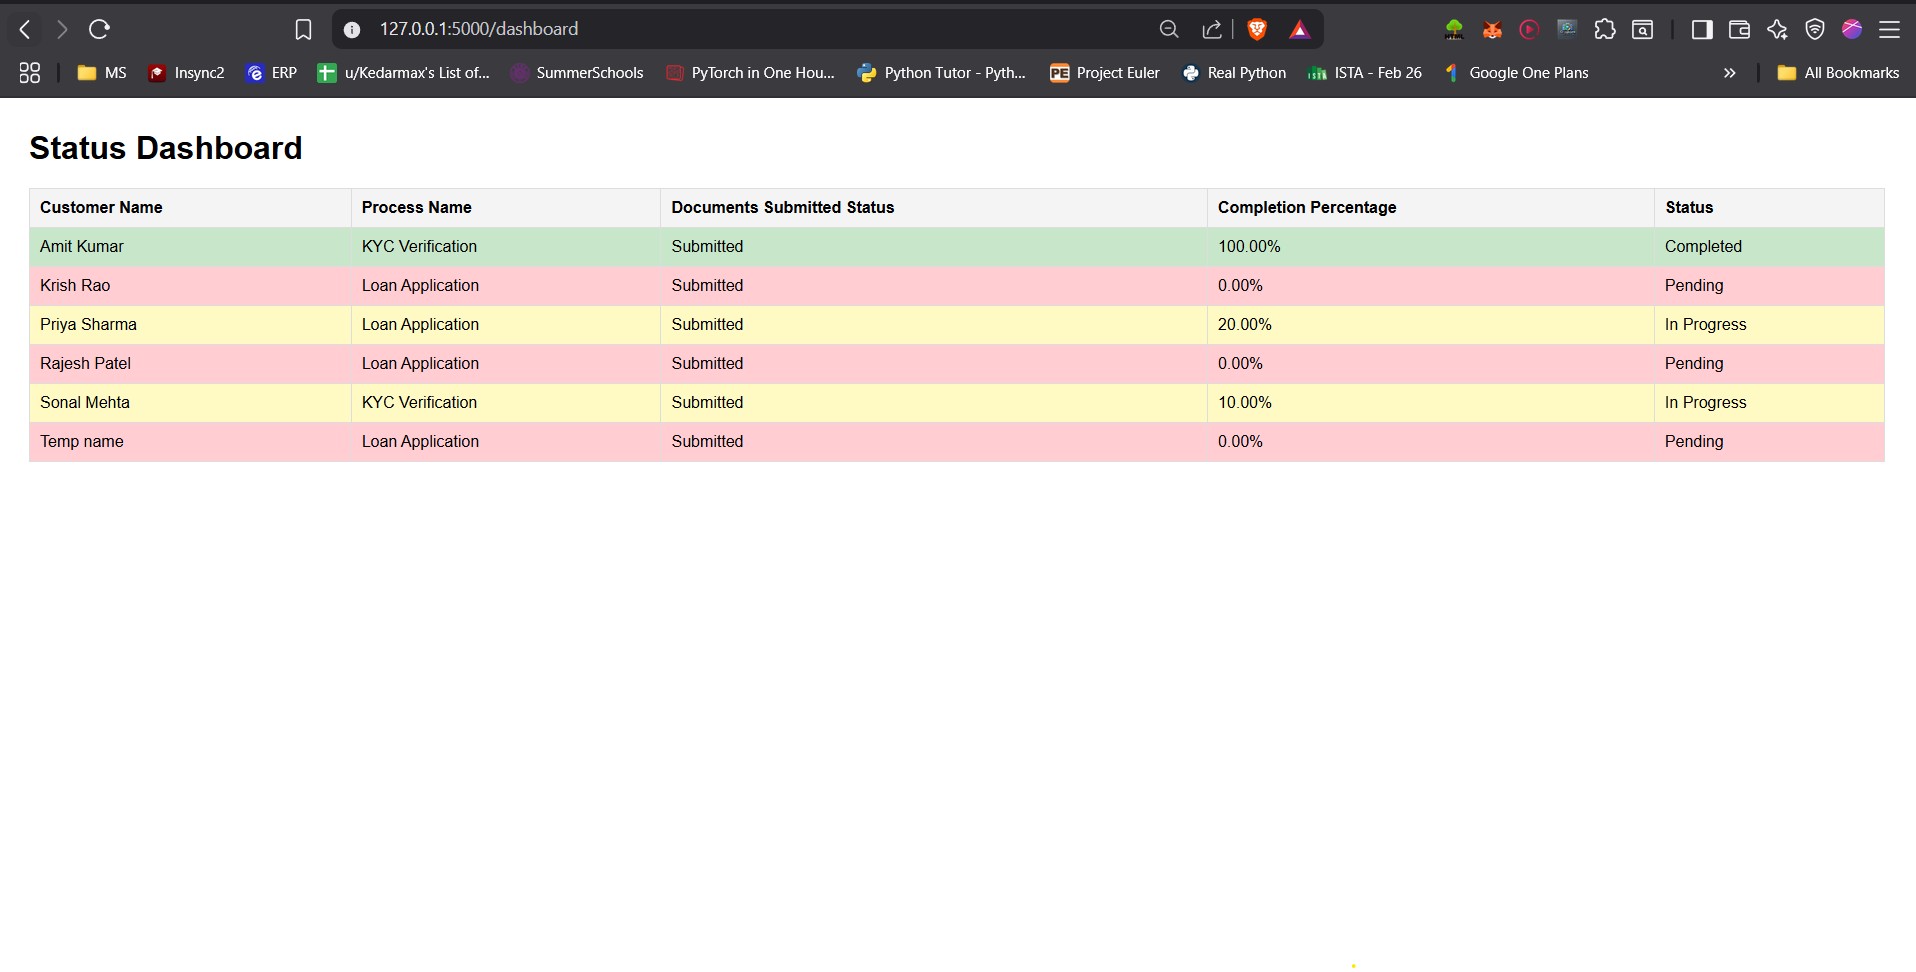 127.0.0.1:5000/dashboard
MS Insync2 ERP u/Kedarmax's List of... SummerSchools PyTorch in One Hou... Python Tutor - Pyth... PE Project Euler Real Python ISTA - Feb 26 Google One Plans » All Bookmarks
Status Dashboard
Customer Name Process Name Documents Submitted Status Completion Percentage Status
Amit Kumar KYC Verification Submitted 100.00% Completed
Krish Rao Loan Application Submitted 0.00% Pending
Priya Sharma Loan Application Submitted 20.00% In Progress
Rajesh Patel Loan Application Submitted 0.00% Pending
Sonal Mehta KYC Verification Submitted 10.00% In Progress
Temp name Loan Application Submitted 0.00% Pending